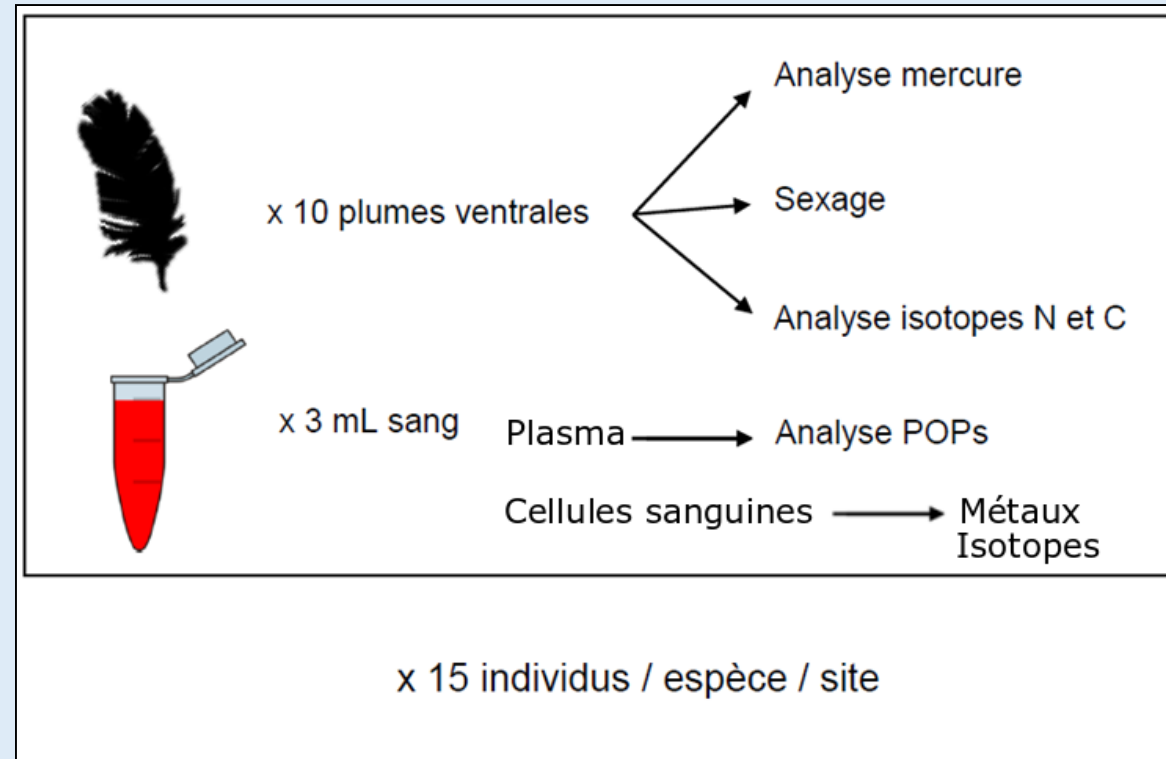 Analyse mercure
x 10 plumes ventrales
Sexage
Analyse isotopes N et C
x 3 mL sang
Plasma
Analyse POPs
Cellules sanguines
Métaux
Isotopes
x 15 individus / espèce / site